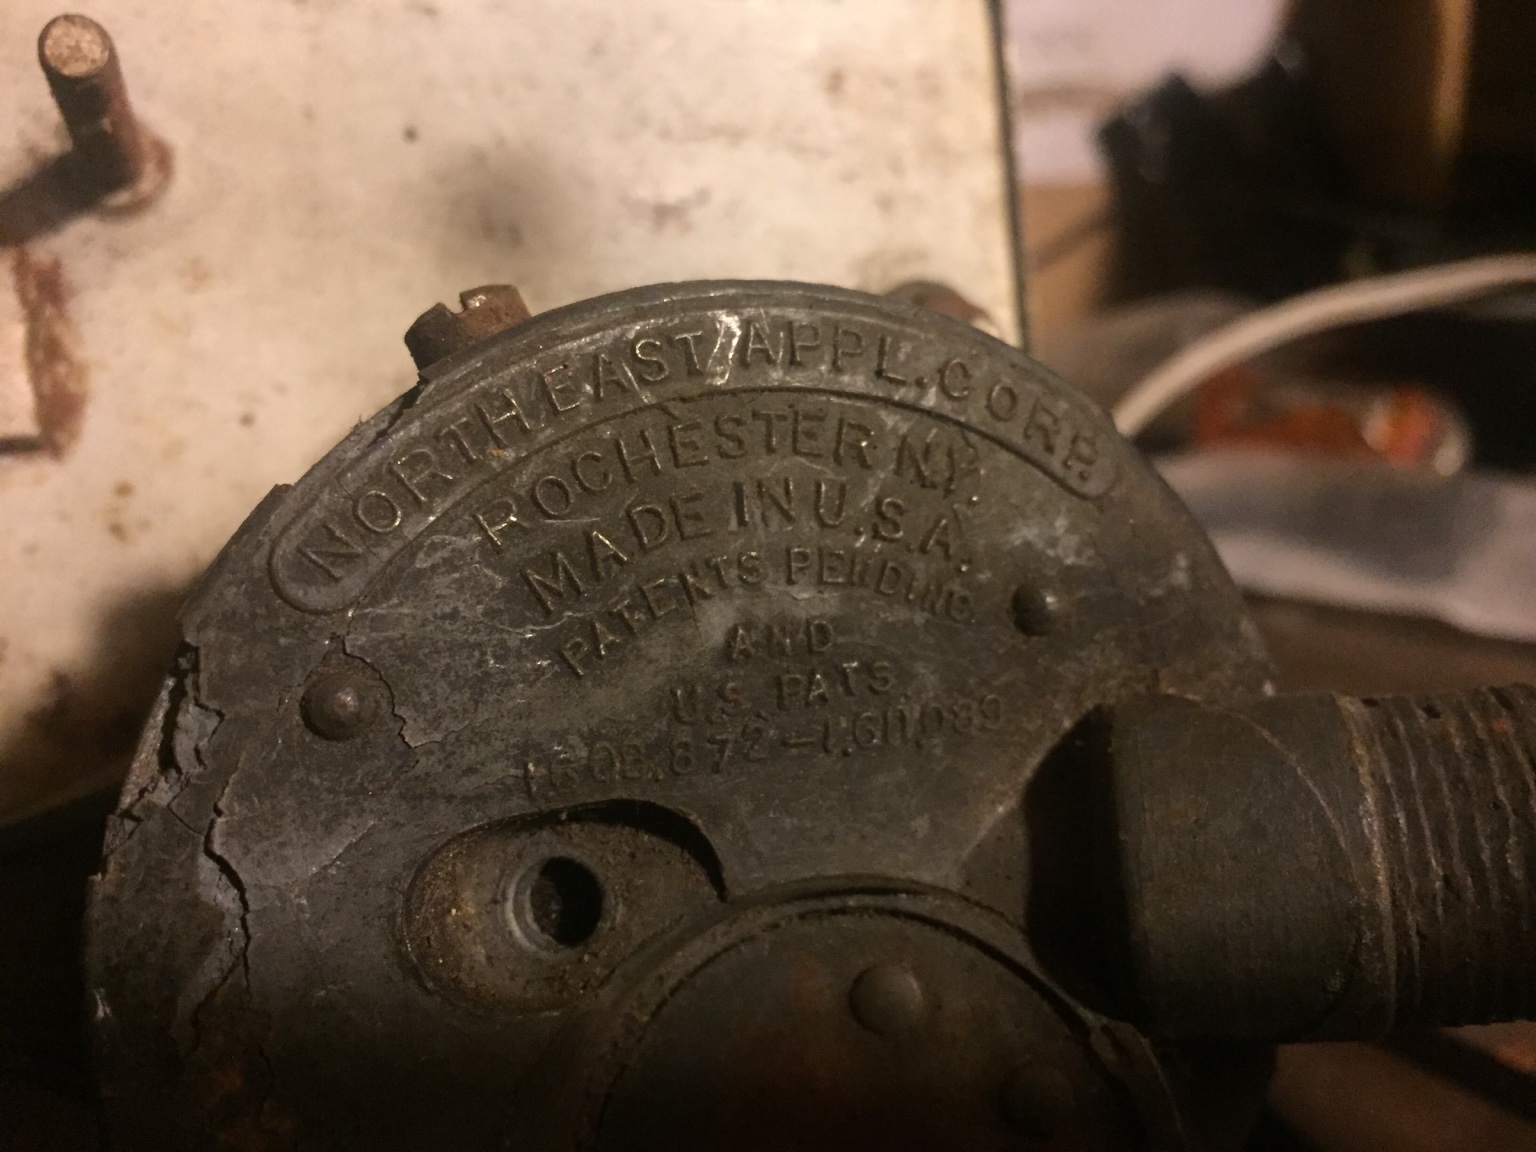 NORTH EAST APPL. CORP.
ROCHESTER N.Y.
MADE IN U.S.A.
PATENTS PENDING
AND
U.S. PATS.